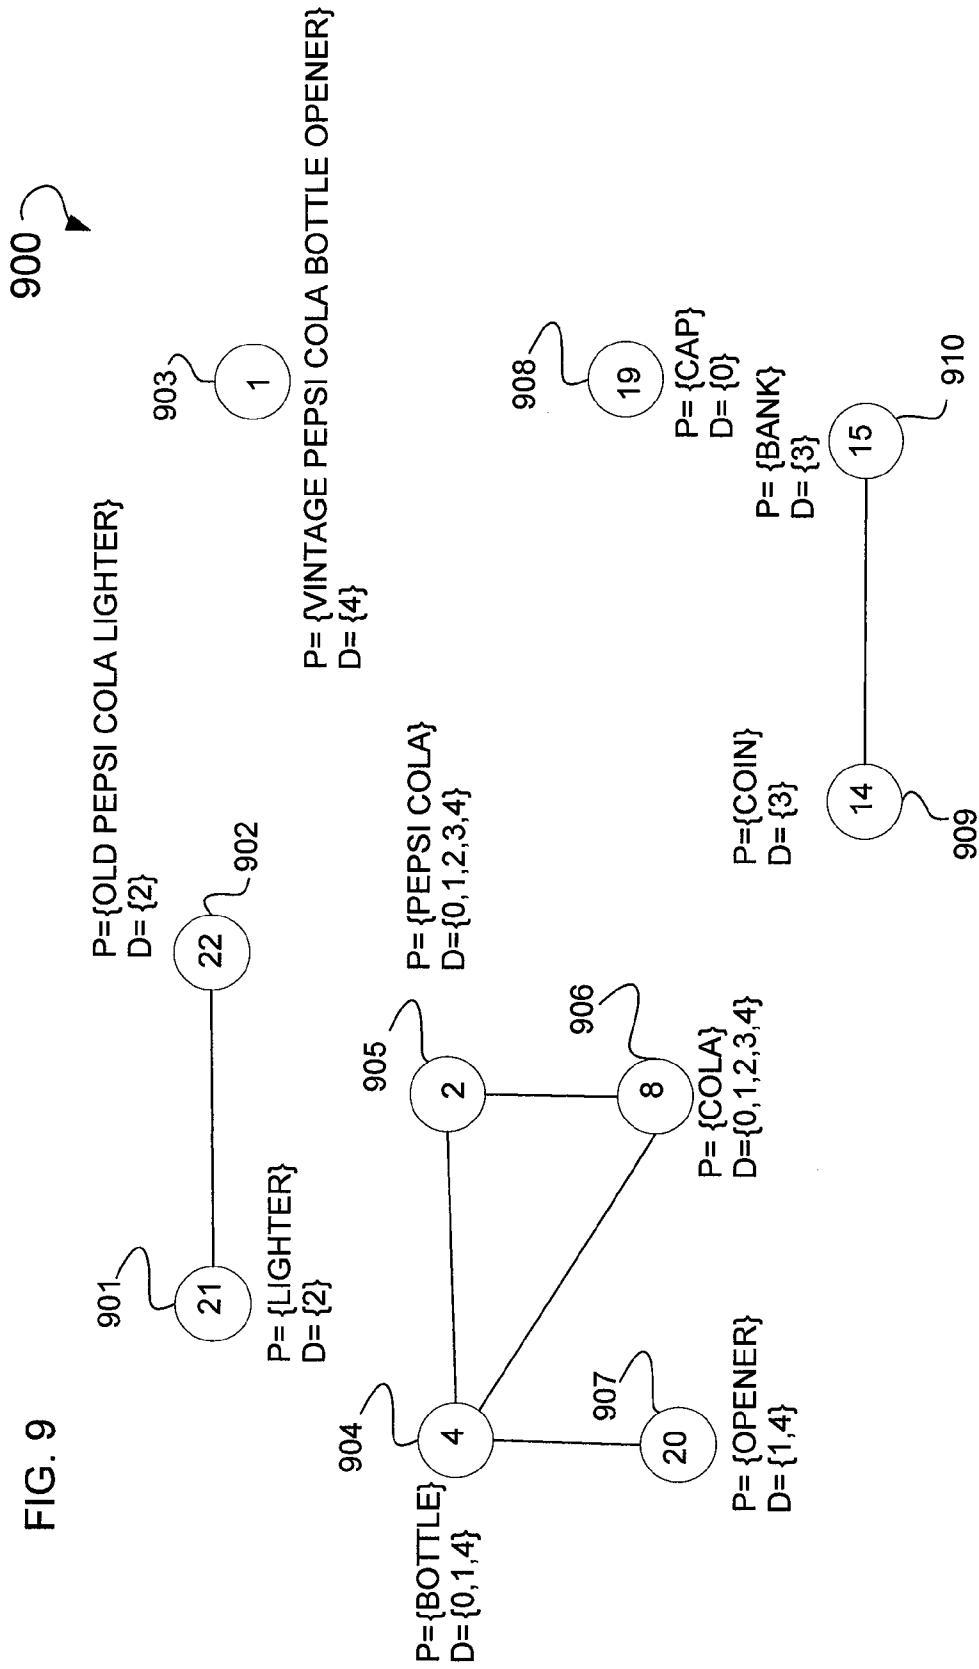 FIG. 9
900
P={OLD PEPSI COLA LIGHTER}
D= {2}
901
21
22
902
P= {LIGHTER}
D= {2}
903
1
P= {VINTAGE PEPSI COLA BOTTLE OPENER}
D= {4}
904
4
P={BOTTLE}
D= {0,1,4}
905
2
P= {PEPSI COLA}
D={0,1,2,3,4}
906
8
P= {COLA}
D={0,1,2,3,4}
907
20
P= {OPENER}
D= {1,4}
908
19
P= {CAP}
D= {0}
P={COIN}
D= {3}
14
909
P= {BANK}
D= {3}
15
910